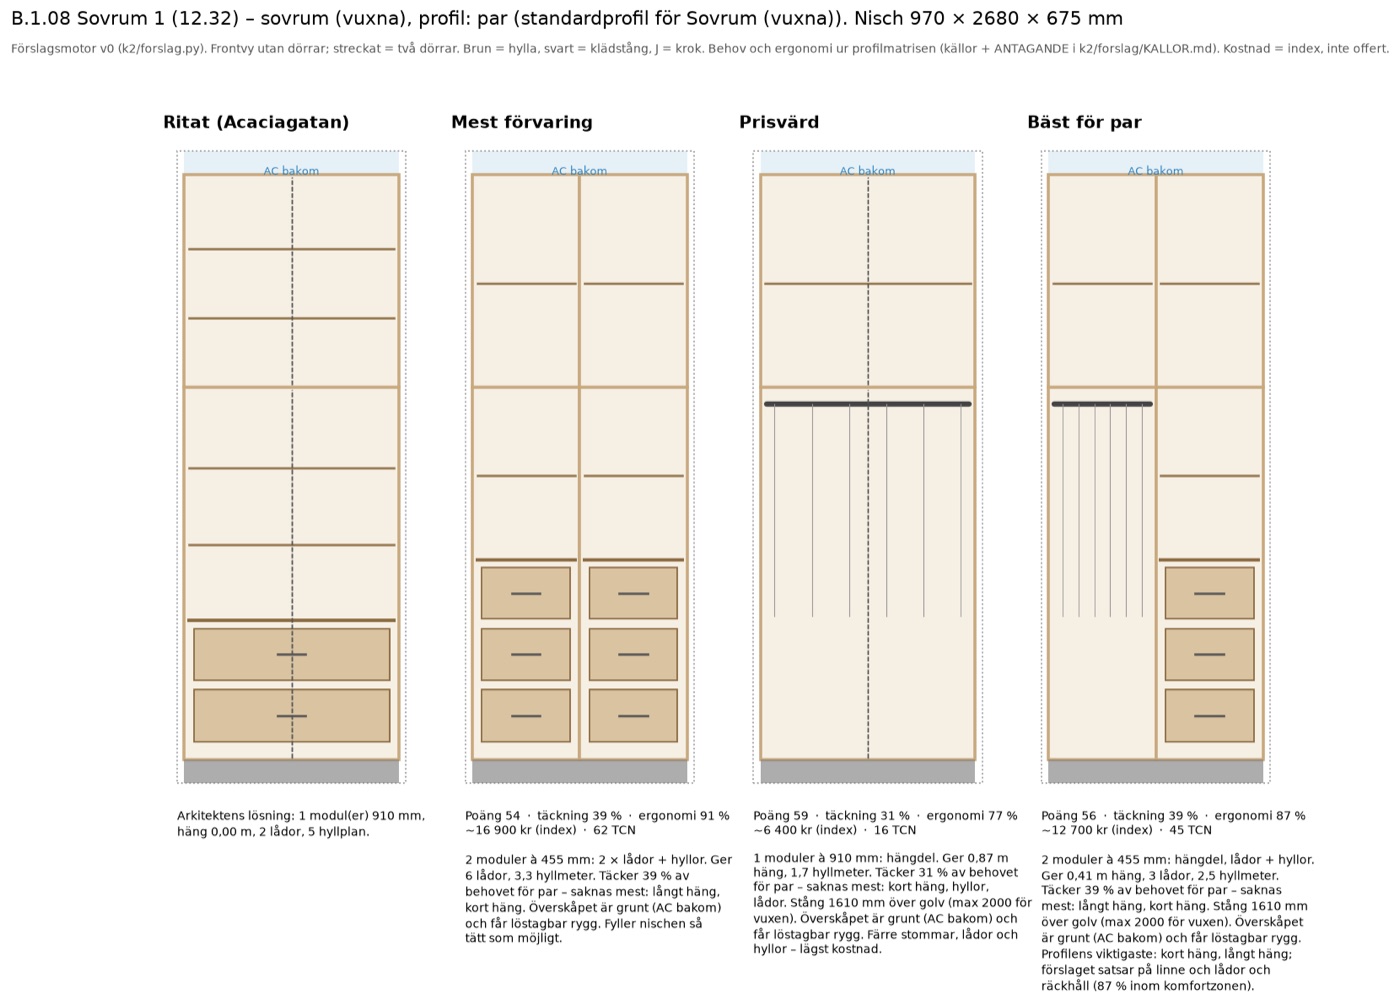 B.1.08 Sovrum 1 (12.32) – sovrum (vuxna), profil: par (standardprofil för Sovrum (vuxna)). Nisch 970 × 2680 × 675 mm
Förslagsmotor v0 (k2/forslag.py). Frontvy utan dörrar; streckat = två dörrar. Brun = hylla, svart = klädstång, J = krok. Behov och ergonomi ur profilmatrisen (källor + ANTAGANDE i k2/forslag/KALLOR.md). Kostnad = index, inte offert.
Ritat (Acaciagatan)
AC bakom
Arkitektens lösning: 1 modul(er) 910 mm,
häng 0,00 m, 2 lådor, 5 hyllplan.
Mest förvaring
AC bakom
Poäng 54 · täckning 39 % · ergonomi 91 %
~16 900 kr (index) · 62 TCN
2 moduler à 455 mm: 2 × lådor + hyllor. Ger
6 lådor, 3,3 hyllmeter. Täcker 39 % av
behovet för par – saknas mest: långt häng,
kort häng. Överskåpet är grunt (AC bakom)
och får löstagbar rygg. Fyller nischen så
tätt som möjligt.
Prisvärd
AC bakom
Poäng 59 · täckning 31 % · ergonomi 77 %
~6 400 kr (index) · 16 TCN
1 moduler à 910 mm: hängdel. Ger 0,87 m
häng, 1,7 hyllmeter. Täcker 31 % av behovet
för par – saknas mest: kort häng, hyllor,
lådor. Stång 1610 mm över golv (max 2000 för
vuxen). Överskåpet är grunt (AC bakom) och
får löstagbar rygg. Färre stommar, lådor och
hyllor – lägst kostnad.
Bäst för par
AC bakom
Poäng 56 · täckning 39 % · ergonomi 87 %
~12 700 kr (index) · 45 TCN
2 moduler à 455 mm: hängdel, lådor + hyllor.
Ger 0,41 m häng, 3 lådor, 2,5 hyllmeter.
Täcker 39 % av behovet för par – saknas
mest: långt häng, kort häng. Stång 1610 mm
över golv (max 2000 för vuxen). Överskåpet
är grunt (AC bakom) och får löstagbar rygg.
Profilens viktigaste: kort häng, långt häng;
förslaget satsar på linne och lådor och
räckhåll (87 % inom komfortzonen).